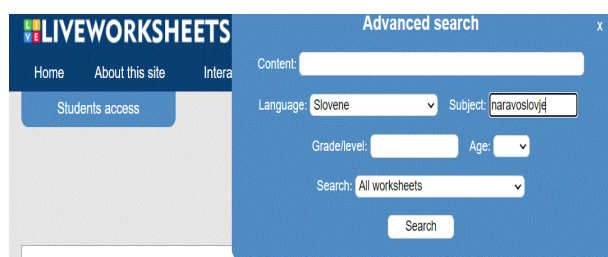 LIVE LIVEWORKSHEETS
Advanced search
x
Home About this site Intera
Content:
Students access
Language: Slovene Subject: naravoslovje
Grade/level: Age:
Search: All worksheets
Search